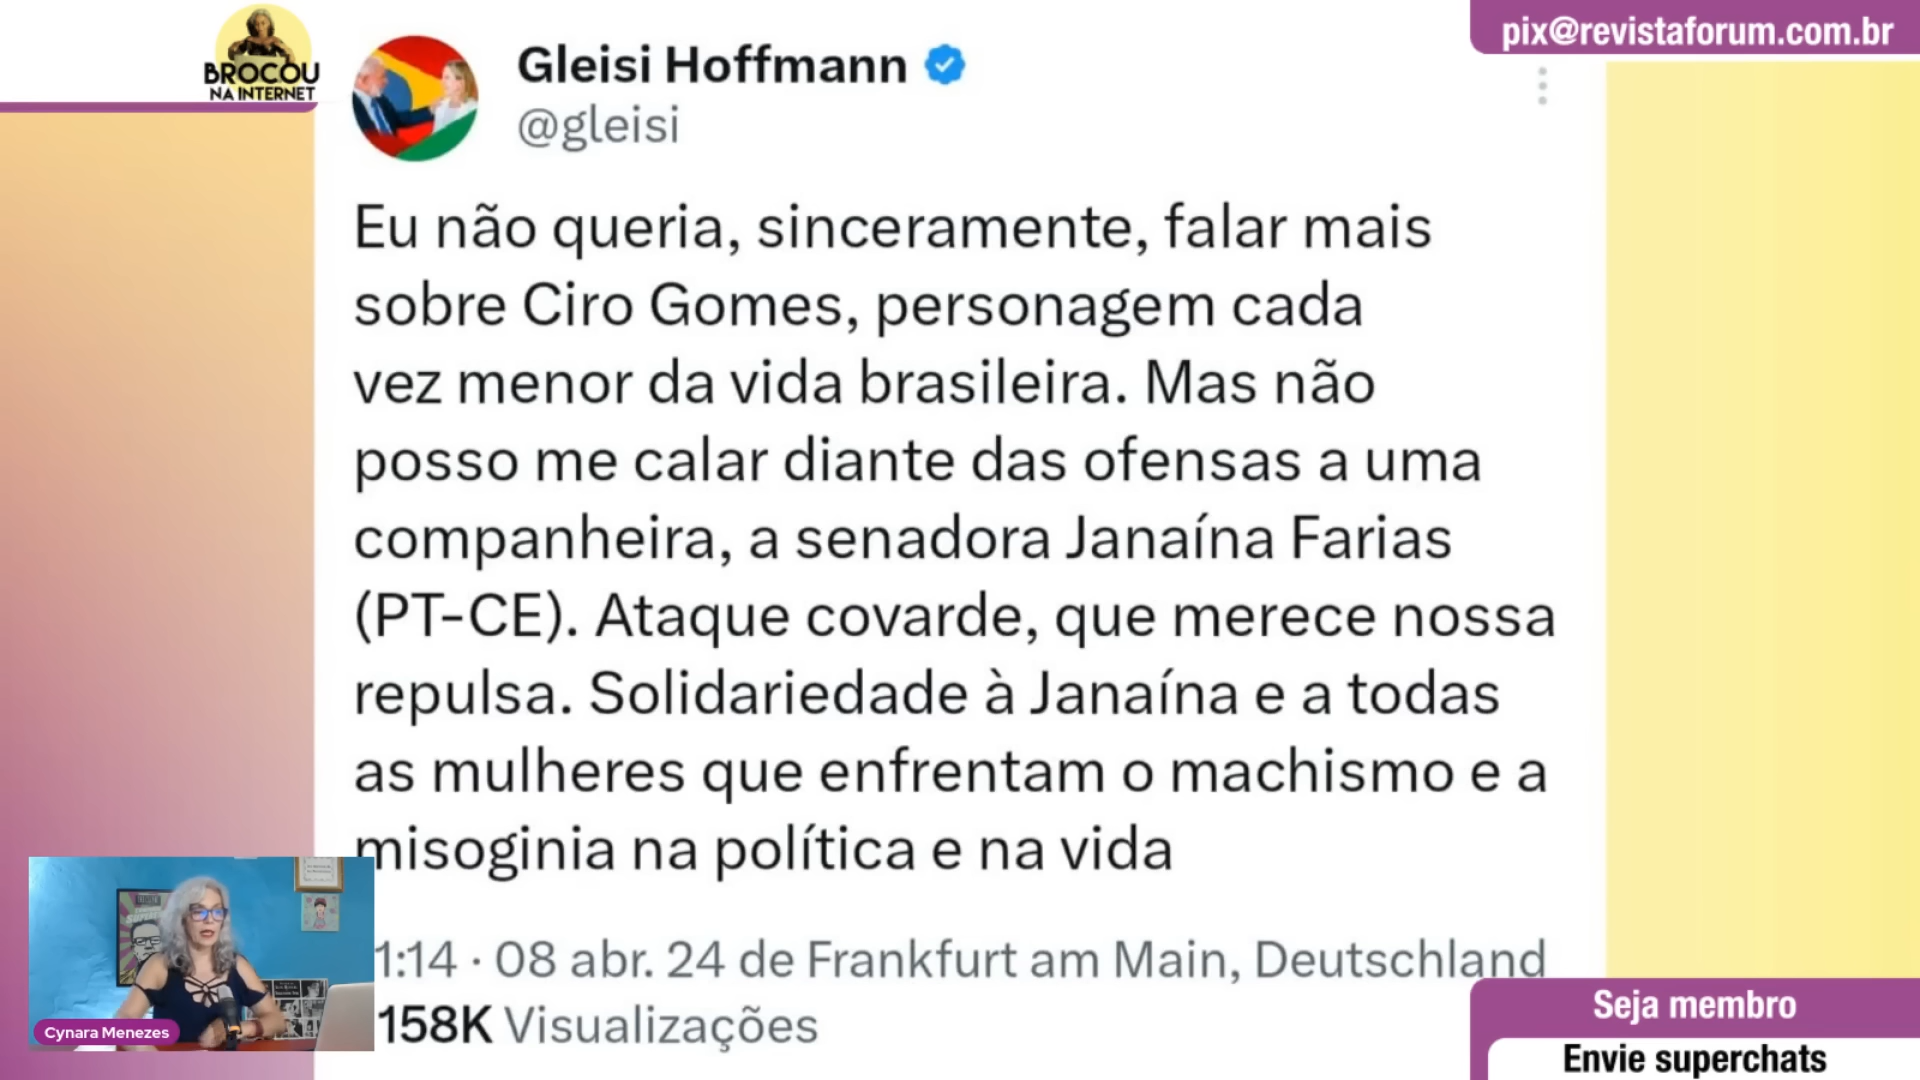 BROCOU
NA INTERNET
pix@revistaforum.com.br
Gleisi Hoffmann
@gleisi
Eu não queria, sinceramente, falar mais
sobre Ciro Gomes, personagem cada
vez menor da vida brasileira. Mas não
posso me calar diante das ofensas a uma
companheira, a senadora Janaína Farias
(PT-CE). Ataque covarde, que merece nossa
repulsa. Solidariedade à Janaína e a todas
as mulheres que enfrentam o machismo e a
misoginia na política e na vida
1:14 · 08 abr. 24 de Frankfurt am Main, Deutschland
158K Visualizações
Cynara Menezes
Seja membro
Envie superchats